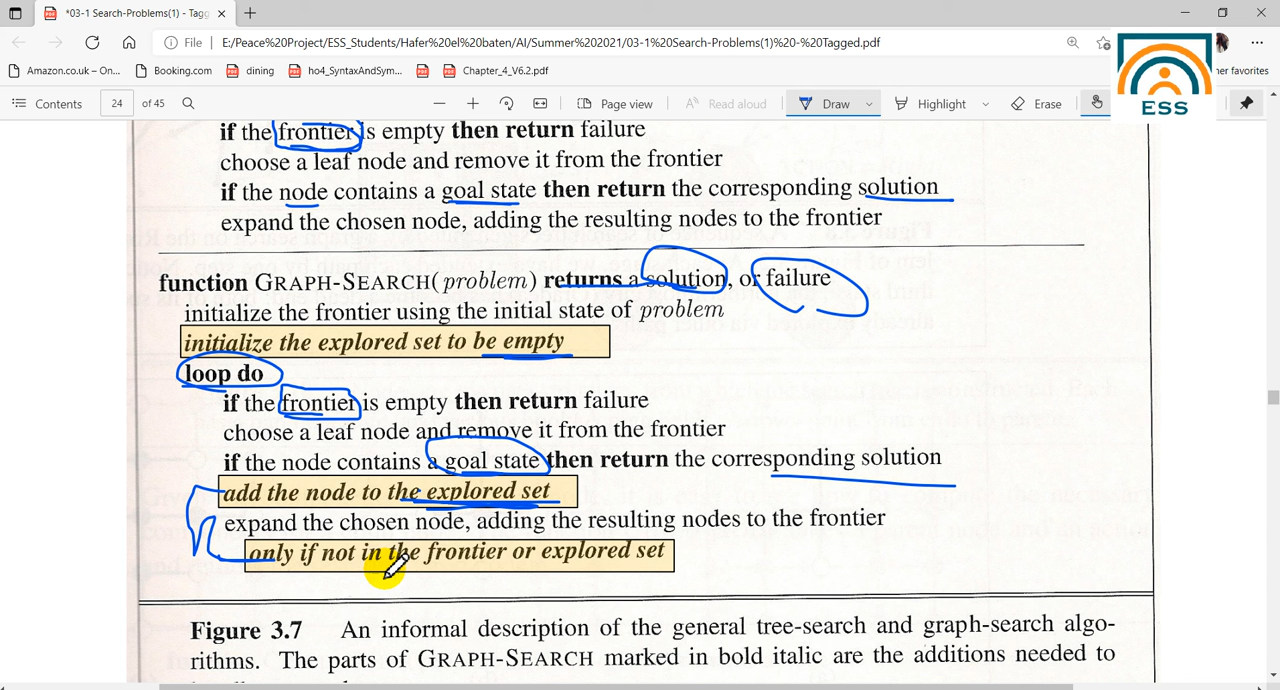 *03-1 Search-Problems(1) - Tagg
File
E:/Peace%20Project/ESS_Students/Hafer%20el%20baten/AI/Summer%202021/03-1%20Search-Problems(1)%20-%20Tagged.pdf
Amazon.co.uk – On...
Booking.com
dining
ho4_SyntaxAndSym...
Chapter_4_V6.2.pdf
her favorites
ESS
Contents
24
of 45
Page view
Read aloud
Draw
Highlight
Erase
if the frontier is empty then return failure
choose a leaf node and remove it from the frontier
if the node contains a goal state then return the corresponding solution
expand the chosen node, adding the resulting nodes to the frontier
function GRAPH-SEARCH(problem) returns a solution, or failure
initialize the frontier using the initial state of problem
initialize the explored set to be empty
loop do
if the frontier is empty then return failure
choose a leaf node and remove it from the frontier
if the node contains a goal state then return the corresponding solution
add the node to the explored set
expand the chosen node, adding the resulting nodes to the frontier
only if not in the frontier or explored set
Figure 3.7 An informal description of the general tree-search and graph-search algo-
rithms. The parts of GRAPH-SEARCH marked in bold italic are the additions needed to